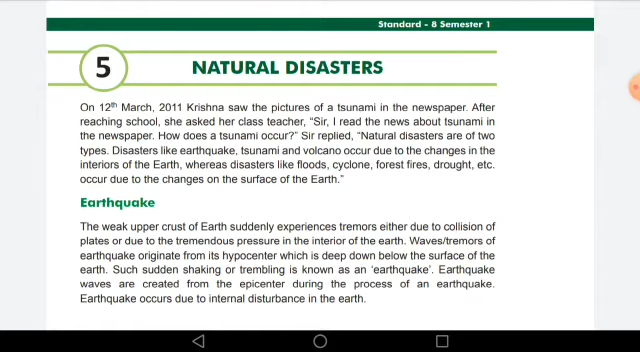 Standard - 8 Semester 1
5
NATURAL DISASTERS
On 12th March, 2011 Krishna saw the pictures of a tsunami in the newspaper. After
reaching school, she asked her class teacher, “Sir, I read the news about tsunami in
the newspaper. How does a tsunami occur?” Sir replied, “Natural disasters are of two
types. Disasters like earthquake, tsunami and volcano occur due to the changes in the
interiors of the Earth, whereas disasters like floods, cyclone, forest fires, drought, etc.
occur due to the changes on the surface of the Earth.”
Earthquake
The weak upper crust of Earth suddenly experiences tremors either due to collision of
plates or due to the tremendous pressure in the interior of the earth. Waves/tremors of
earthquake originate from its hypocenter which is deep down below the surface of the
earth. Such sudden shaking or trembling is known as an ‘earthquake’. Earthquake
waves are created from the epicenter during the process of an earthquake.
Earthquake occurs due to internal disturbance in the earth.